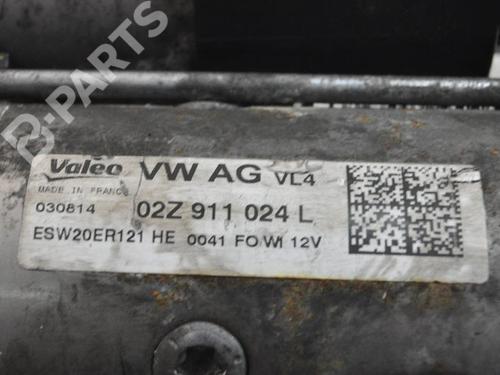 B-PARTS
Valeo VW AG VL4
MADE IN FRANCE
030814 02Z 911 024 L
ESW20ER121 HE 0041 FO WI 12V